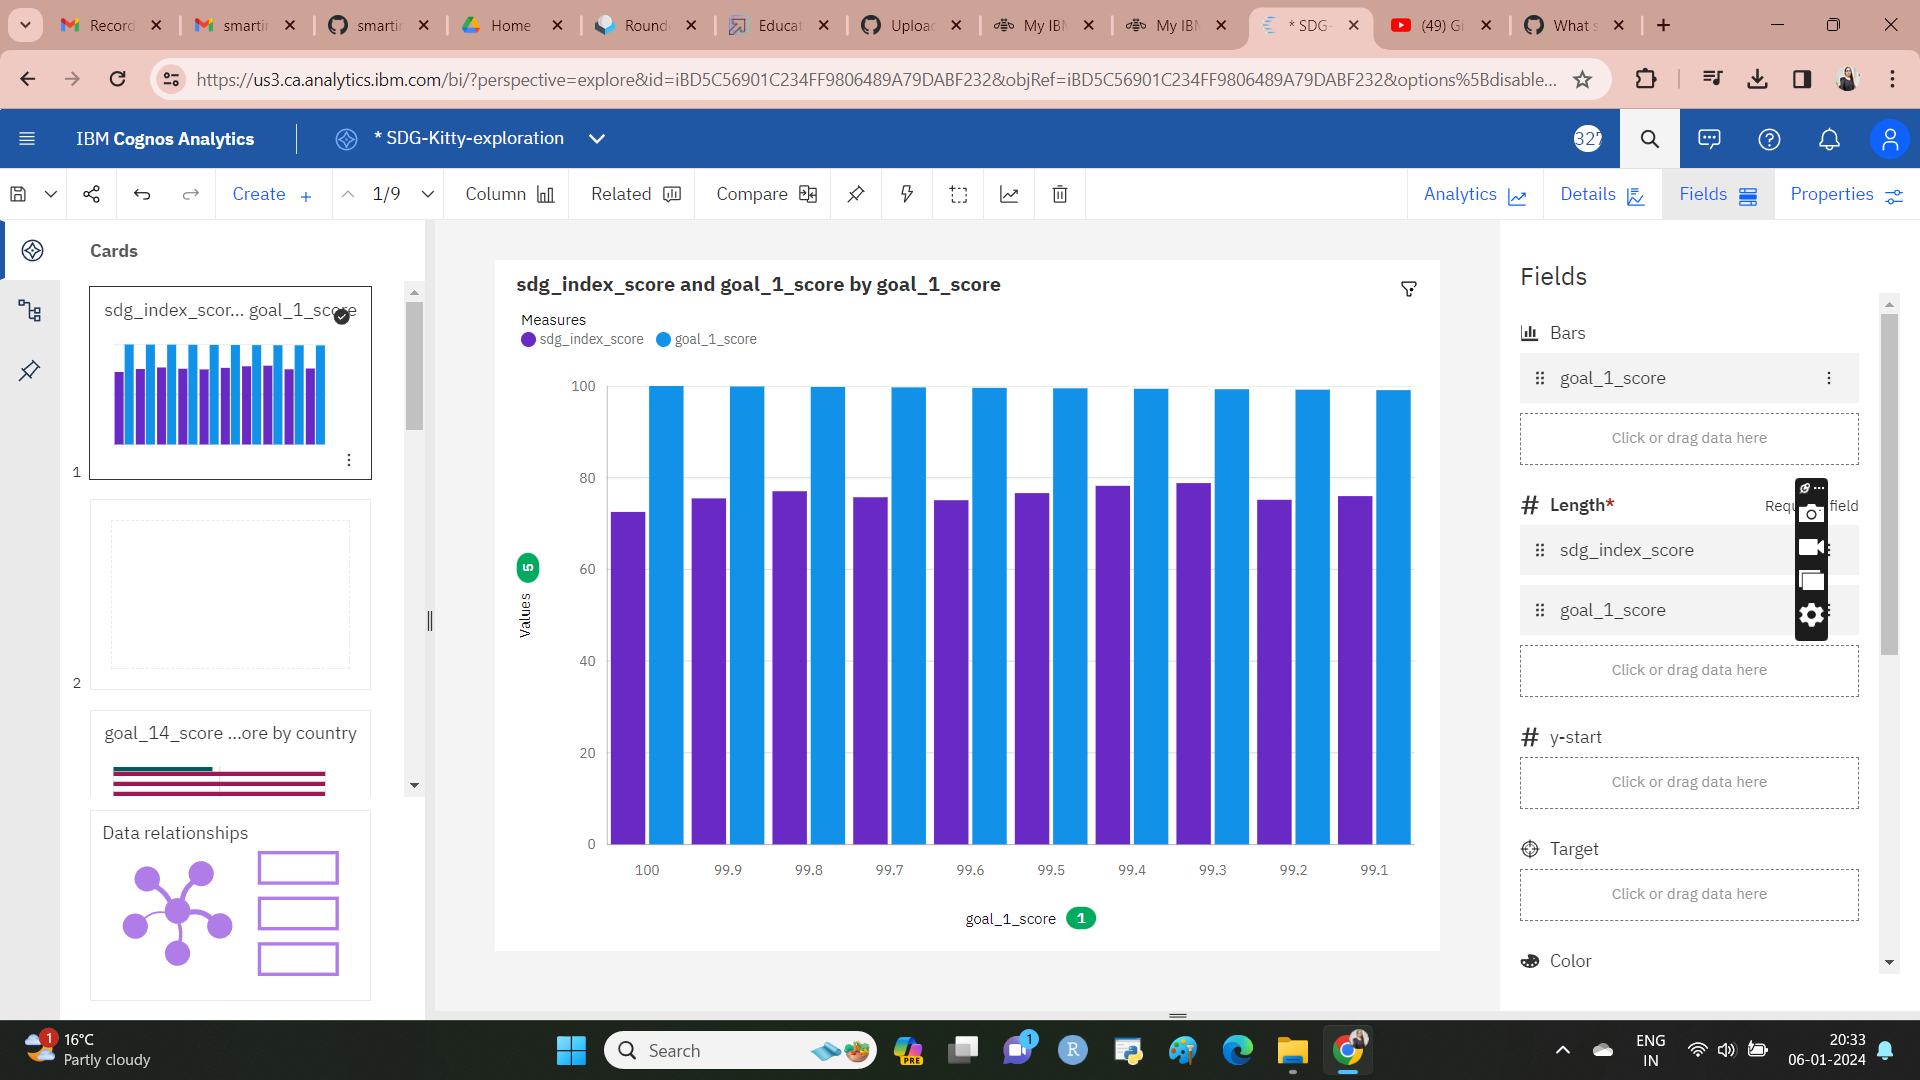 Record
smartin
smartin
Home
Round
Educat
Upload
My IBM
My IBM
* SDG-
(49) Gi
What s
https://us3.ca.analytics.ibm.com/bi/?perspective=explore&id=iBD5C56901C234FF9806489A79DABF232&objRef=iBD5C56901C234FF9806489A79DABF232&options%5Bdisable...
IBM Cognos Analytics
* SDG-Kitty-exploration
327
Create +
1/9
Column
Related
Compare
Analytics
Details
Fields
Properties
Cards
sdg_index_scor... goal_1_score
1
2
goal_14_score ...ore by country
Data relationships
sdg_index_score and goal_1_score by goal_1_score
Measures
sdg_index_score goal_1_score
100
80
60
40
20
0
Values 5
100 99.9 99.8 99.7 99.6 99.5 99.4 99.3 99.2 99.1
goal_1_score 1
Fields
Bars
goal_1_score
Click or drag data here
Length* field
sdg_index_score
goal_1_score
Click or drag data here
y-start
Click or drag data here
Target
Click or drag data here
Color
1
16°C
Partly cloudy
Search
PRE
1
R
ENG
IN
20:33
06-01-2024